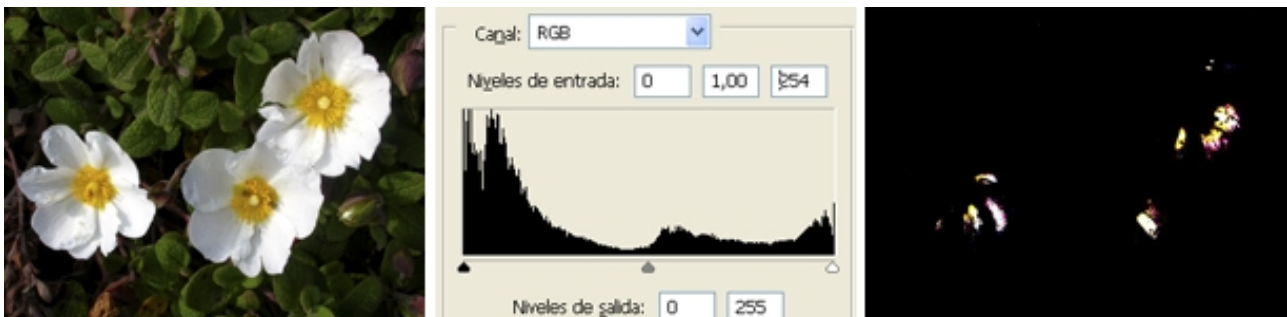 Canal: RGB
Niveles de entrada: 0 1,00 254
Niveles de salida: 0 255